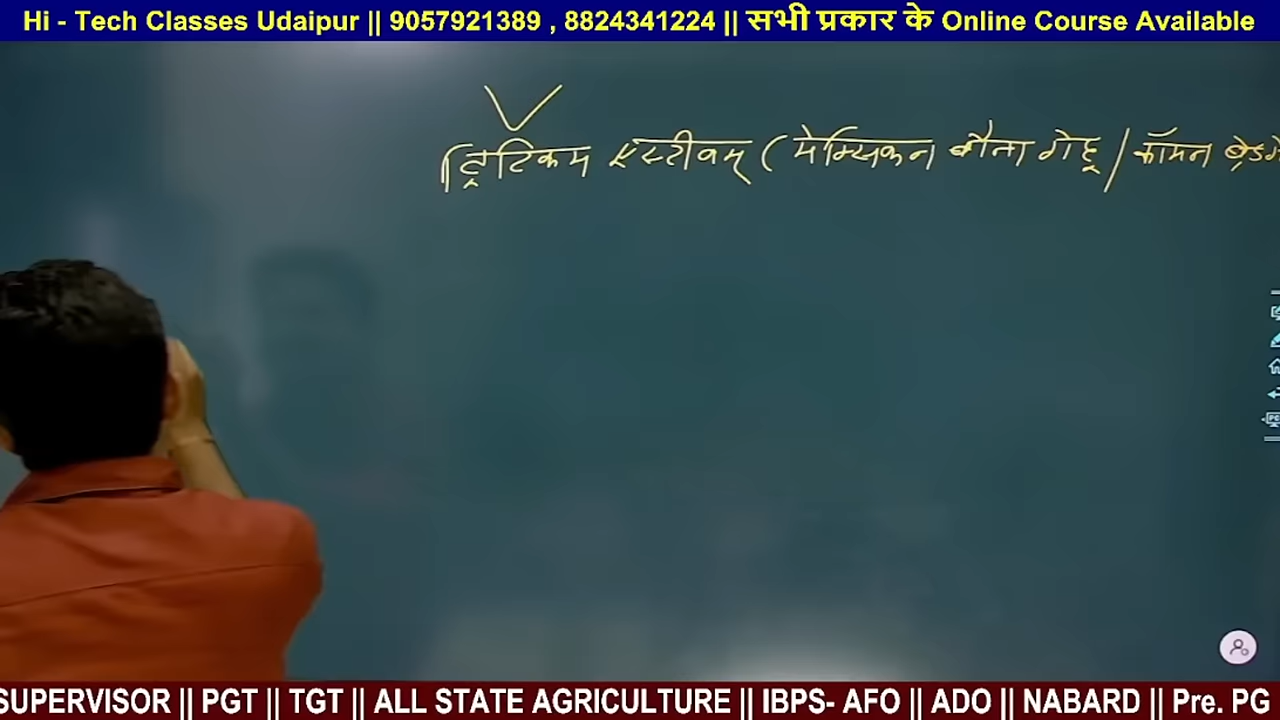 Hi - Tech Classes Udaipur || 9057921389 , 8824341224 || सभी प्रकार के Online Course Available
V
ट्रिटिकम एस्टीवम् ( मेक्सिकन बौना गेहू / कॉमन ब्रेड
SUPERVISOR || PGT || TGT || ALL STATE AGRICULTURE || IBPS- AFO || ADO || NABARD || Pre. PG